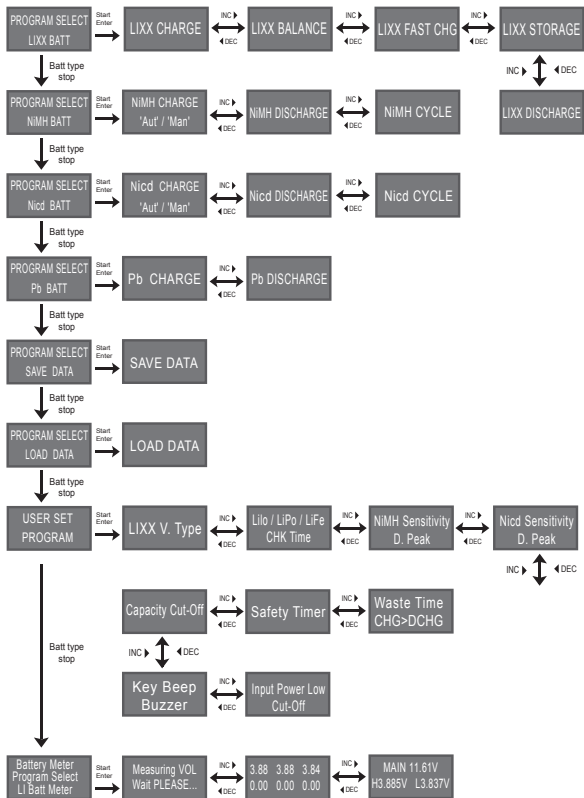 PROGRAM SELECT
LIXX BATT
Start
Enter
LIXX CHARGE
INC
DEC
LIXX BALANCE
INC
DEC
LIXX FAST CHG
INC
DEC
LIXX STORAGE
Batt type
stop
INC
DEC
PROGRAM SELECT
NiMH BATT
Start
Enter
NiMH CHARGE
'Aut' / 'Man'
INC
DEC
NiMH DISCHARGE
INC
DEC
NiMH CYCLE
LIXX DISCHARGE
Batt type
stop
PROGRAM SELECT
Nicd BATT
Start
Enter
Nicd CHARGE
'Aut' / 'Man'
INC
DEC
Nicd DISCHARGE
INC
DEC
Nicd CYCLE
Batt type
stop
PROGRAM SELECT
Pb BATT
Start
Enter
Pb CHARGE
INC
DEC
Pb DISCHARGE
Batt type
stop
PROGRAM SELECT
SAVE DATA
Start
Enter
SAVE DATA
Batt type
stop
PROGRAM SELECT
LOAD DATA
Start
Enter
LOAD DATA
Batt type
stop
USER SET
PROGRAM
Start
Enter
LIXX V. Type
INC
DEC
LiIo / LiPo / LiFe
CHK Time
INC
DEC
NiMH Sensitivity
D. Peak
INC
DEC
Nicd Sensitivity
D. Peak
INC
DEC
Capacity Cut-Off
INC
DEC
Safety Timer
INC
DEC
Waste Time
CHG>DCHG
Batt type
stop
INC
DEC
Key Beep
Buzzer
INC
DEC
Input Power Low
Cut-Off
Battery Meter
Program Select
LI Batt Meter
Start
Enter
Measuring VOL
Wait PLEASE...
INC
DEC
3.88 3.88 3.84
0.00 0.00 0.00
INC
DEC
MAIN 11.61V
H3.885V L3.837V